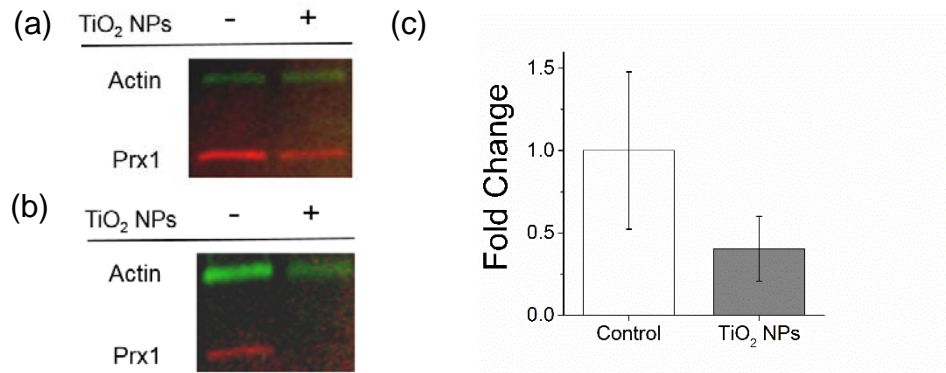 (a)
TiO2 NPs - +
Actin
Prx1
(b)
TiO2 NPs - +
Actin
Prx1
(c)
Fold Change
1.5
1.0
0.5
0.0
Control TiO2 NPs